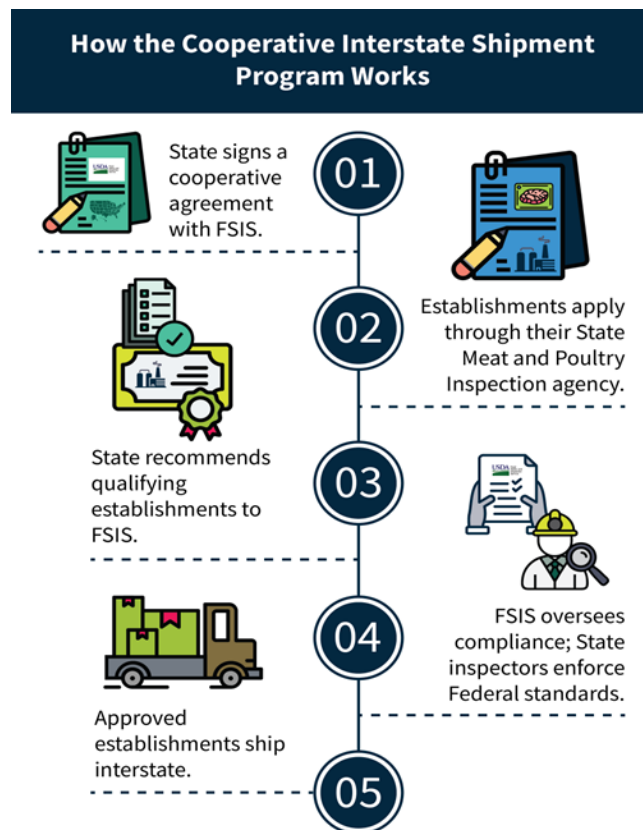 How the Cooperative Interstate Shipment
Program Works
01
State signs a
cooperative
agreement
with FSIS.
02
Establishments apply
through their State
Meat and Poultry
Inspection agency.
03
State recommends
qualifying
establishments to
FSIS.
USDA
USDA
04
FSIS oversees
compliance; State
inspectors enforce
Federal standards.
05
Approved
establishments ship
interstate.